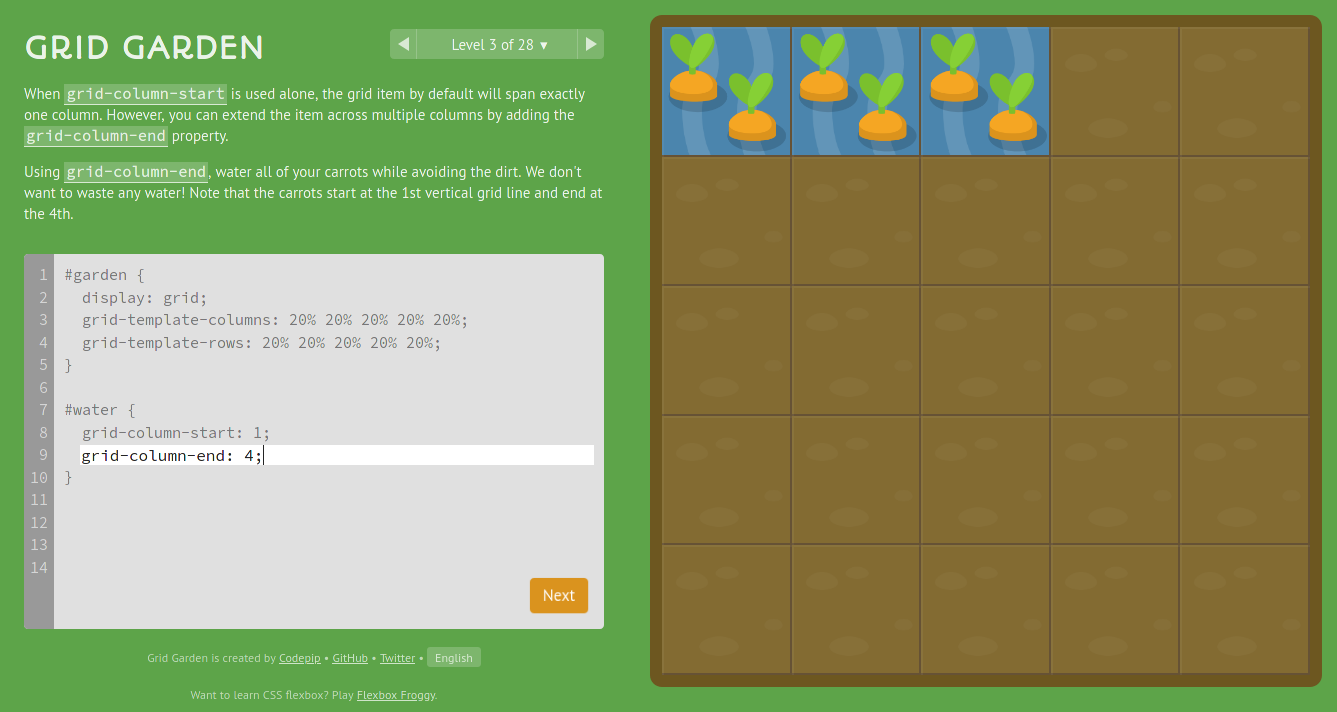 GRID GARDEN
◀ Level 3 of 28 ▾ ▶
When grid-column-start is used alone, the grid item by default will span exactly
one column. However, you can extend the item across multiple columns by adding the
grid-column-end property.
Using grid-column-end, water all of your carrots while avoiding the dirt. We don't
want to waste any water! Note that the carrots start at the 1st vertical grid line and end at
the 4th.
1 #garden {
2 display: grid;
3 grid-template-columns: 20% 20% 20% 20% 20%;
4 grid-template-rows: 20% 20% 20% 20% 20%;
5 }
6
7 #water {
8 grid-column-start: 1;
9 grid-column-end: 4;
10 }
11
12
13
14
Next
Grid Garden is created by Codepip • GitHub • Twitter • English
Want to learn CSS flexbox? Play Flexbox Froggy.